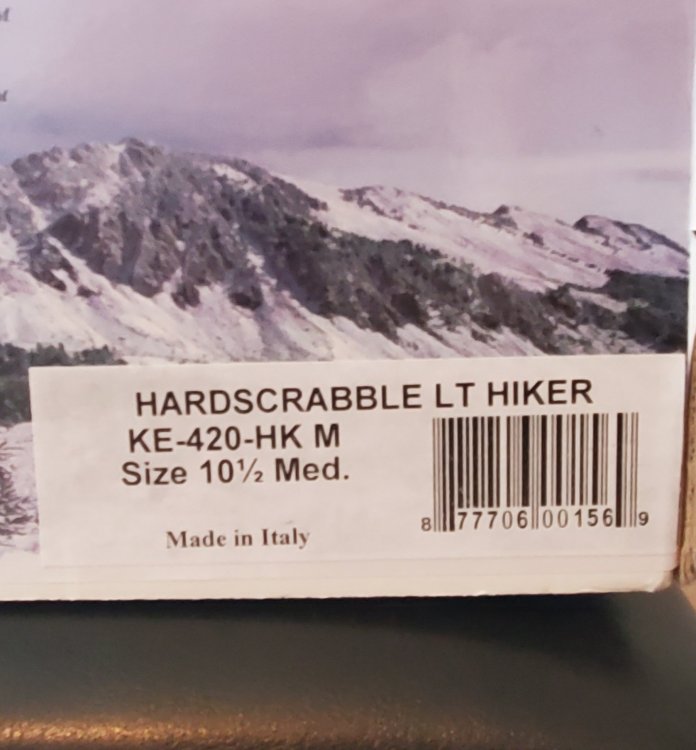 HARDSCRABBLE LT HIKER
KE-420-HK M
Size 10½ Med.
Made in Italy
8 77706 00156 9